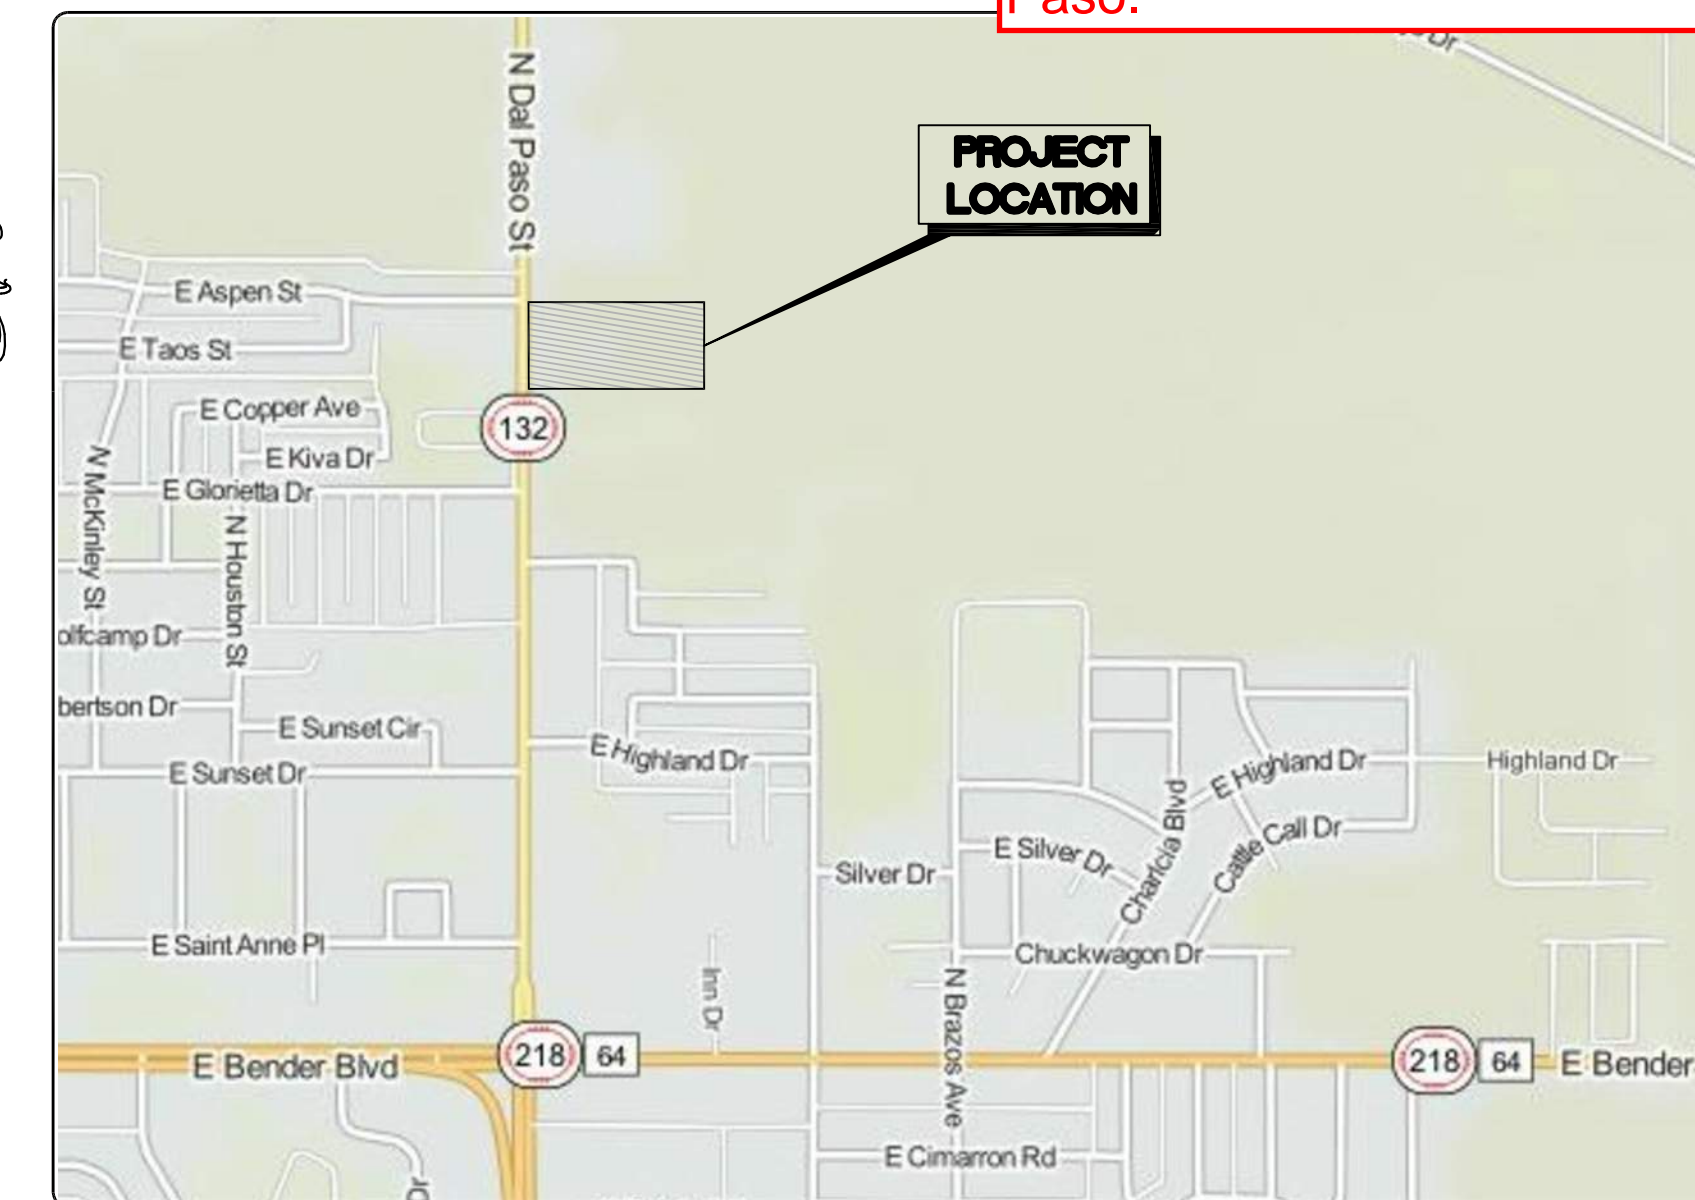 Paso.
N Dal Paso St
PROJECT
LOCATION
E Aspen St
E Taos St
E Copper Ave
132
E Kiva Dr
E Glorietta Dr
N McKinley St
N Houston St
olfcamp Dr
bertson Dr
E Sunset Cir
E Sunset Dr
E Highland Dr
E Highland Dr
Highland Dr
Charlcia Blvd
Cattle Call Dr
E Silver Dr
Silver Dr
E Saint Anne Pl
Chuckwagon Dr
Inn Dr
N Brazos Ave
E Bender Blvd
218
64
218
64
E Bender
E Cimarron Rd